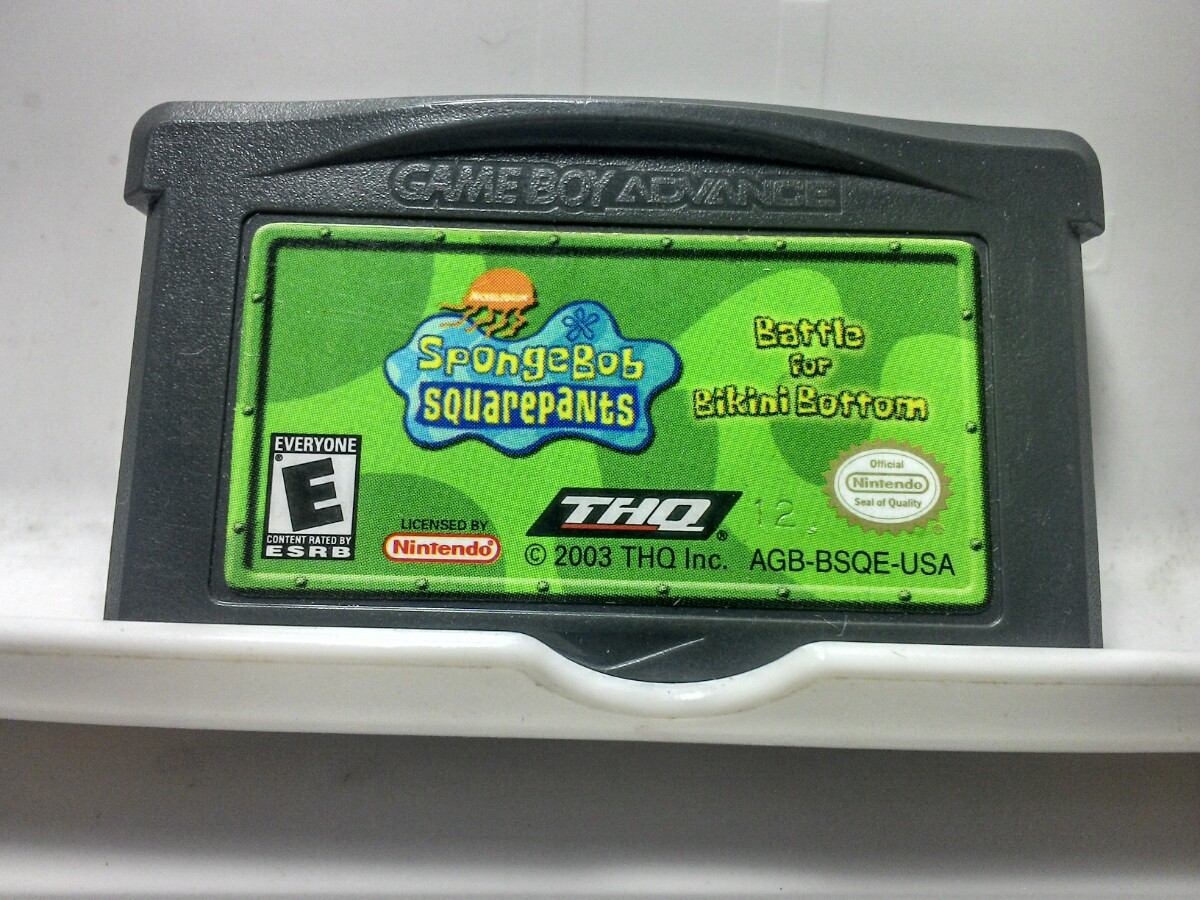 GAME BOY ADVANCE
NICKELODEON
SpongeBob
SQUAREPANTS
Battle
for
Bikini Bottom
EVERYONE
E
CONTENT RATED BY
ESRB
LICENSED BY
Nintendo
THQ
12
Official
Nintendo
Seal of Quality
© 2003 THQ Inc.
AGB-BSQE-USA